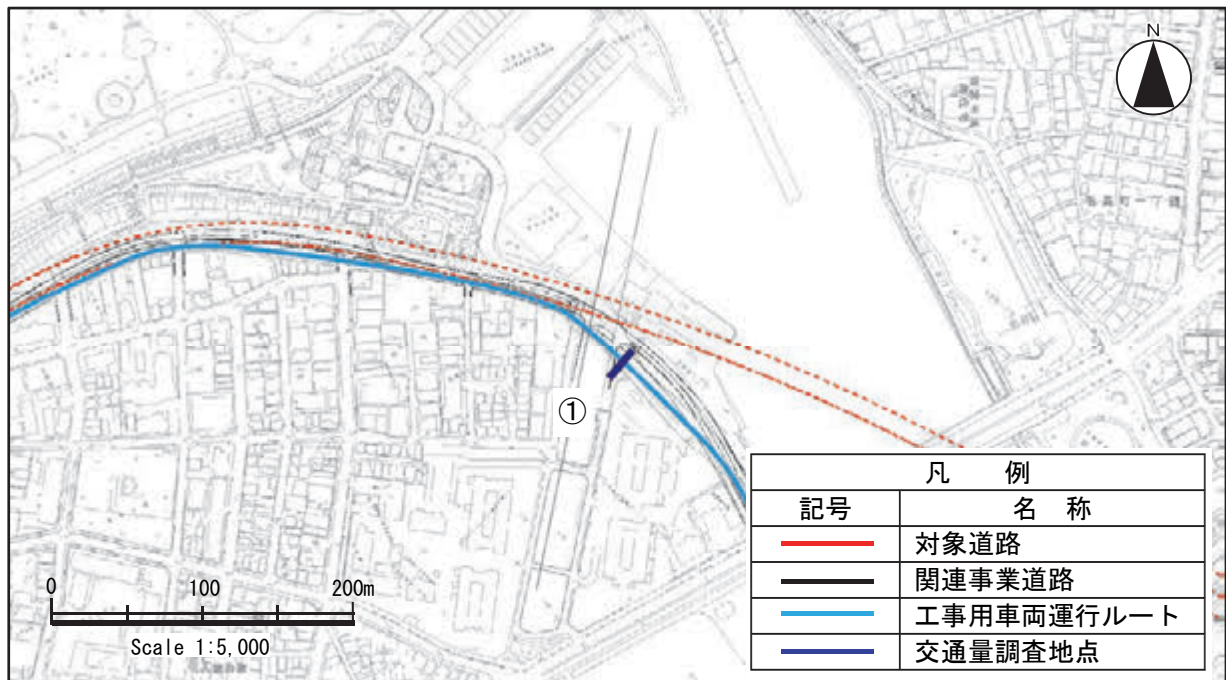 N
①
0 100 200m
Scale 1:5,000
凡 例
記号 名 称
対象道路
関連事業道路
工事用車両運行ルート
交通量調査地点